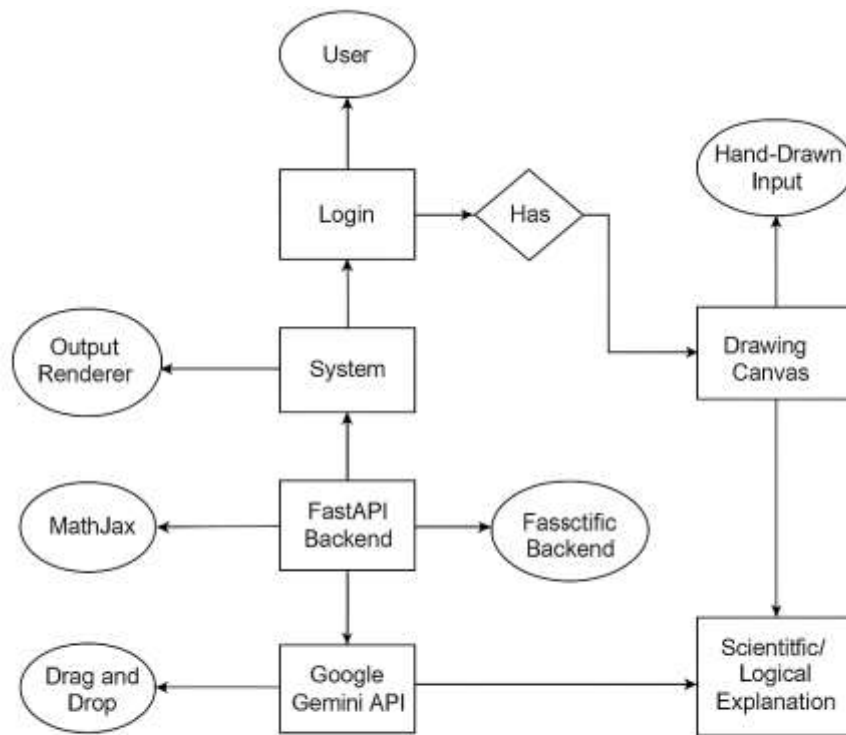 User
Hand-Drawn
Input
Login
Has
Output
Renderer
System
Drawing
Canvas
MathJax
FastAPI
Backend
Fassctific
Backend
Drag and
Drop
Google
Gemini API
Scientitfic/
Logical
Explanation